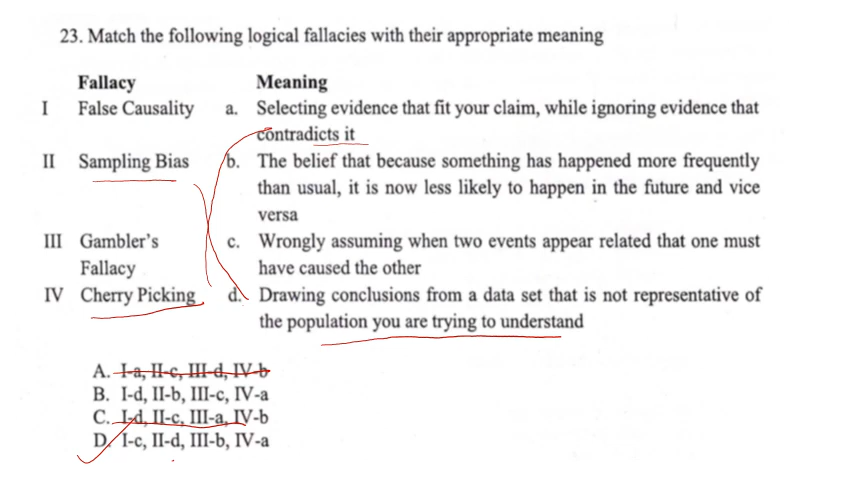 23. Match the following logical fallacies with their appropriate meaning
Fallacy Meaning
I False Causality a. Selecting evidence that fit your claim, while ignoring evidence that
contradicts it
II Sampling Bias b. The belief that because something has happened more frequently
than usual, it is now less likely to happen in the future and vice
versa
III Gambler's c. Wrongly assuming when two events appear related that one must
Fallacy have caused the other
IV Cherry Picking d. Drawing conclusions from a data set that is not representative of
the population you are trying to understand
A. I-a, II-c, III-d, IV-b
B. I-d, II-b, III-c, IV-a
C. I-d, II-c, III-a, IV-b
D. I-c, II-d, III-b, IV-a